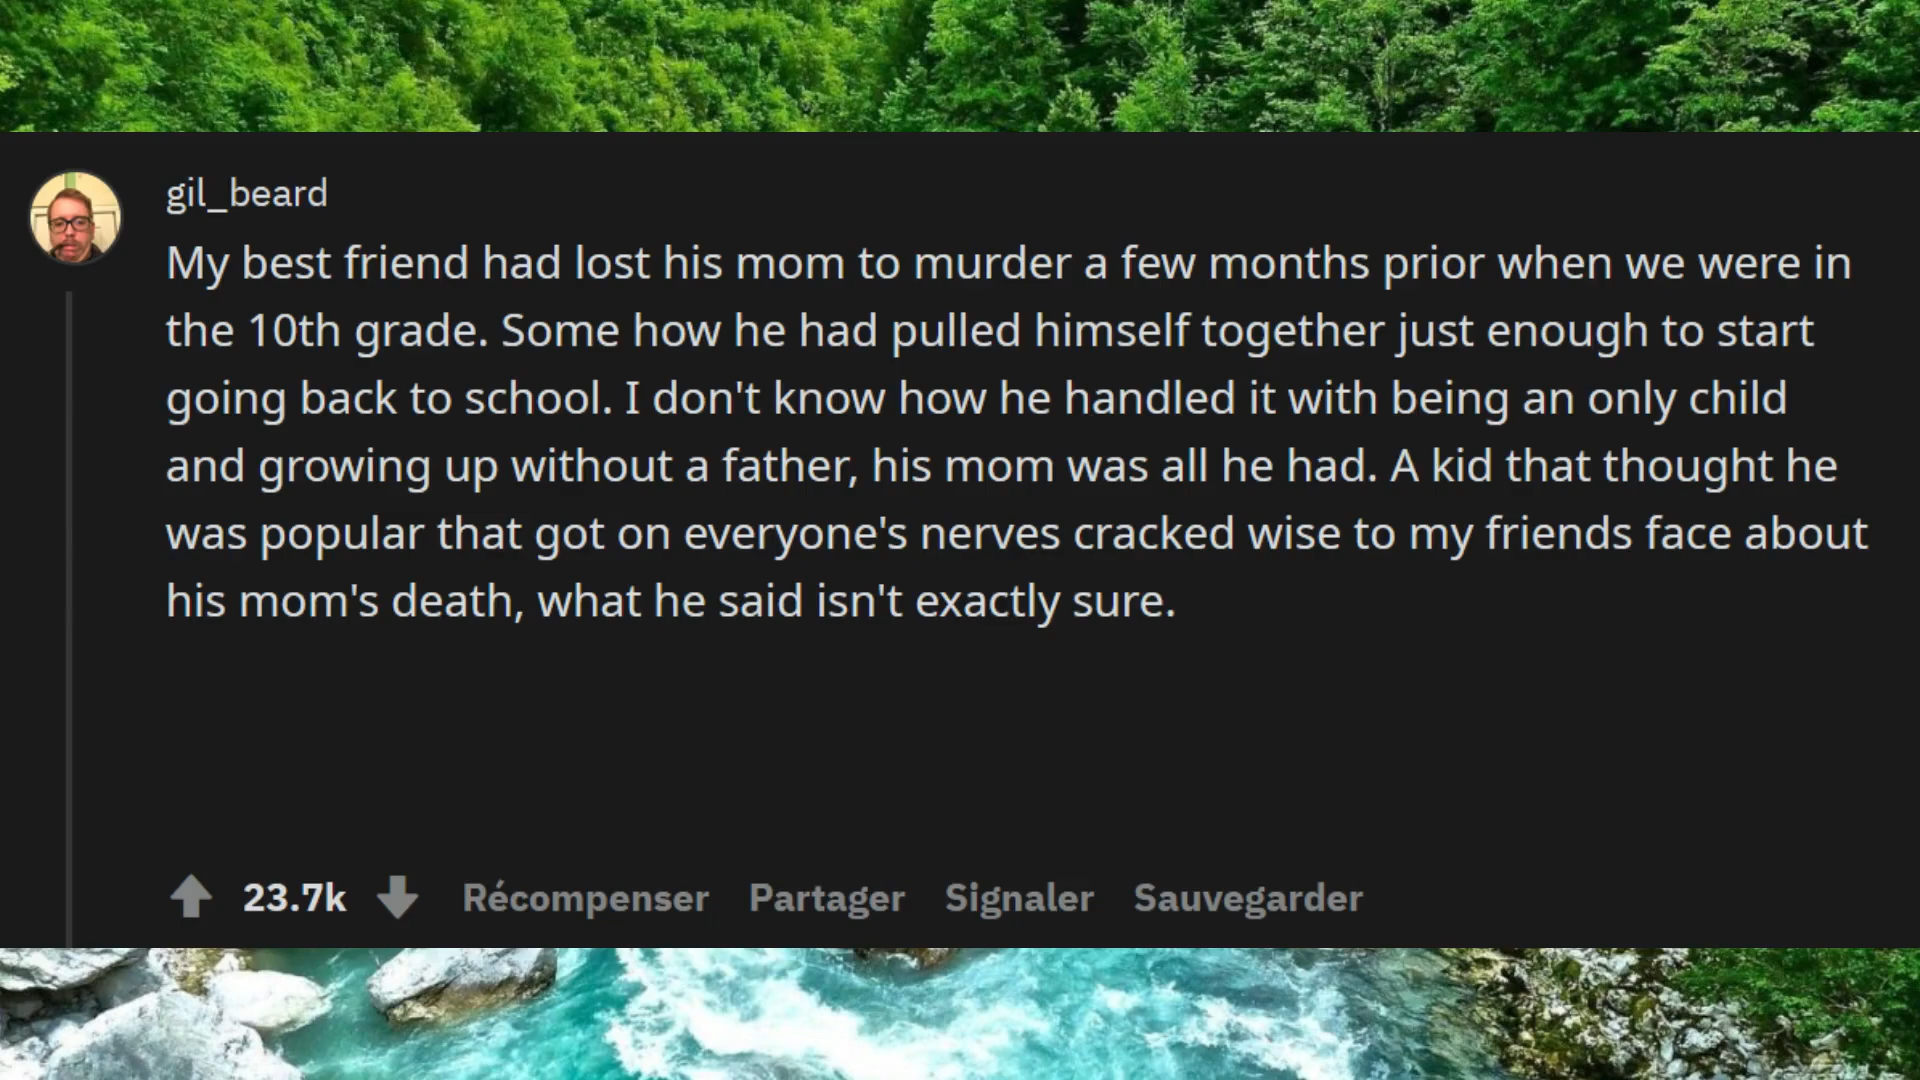 gil_beard
My best friend had lost his mom to murder a few months prior when we were in
the 10th grade. Some how he had pulled himself together just enough to start
going back to school. I don't know how he handled it with being an only child
and growing up without a father, his mom was all he had. A kid that thought he
was popular that got on everyone's nerves cracked wise to my friends face about
his mom's death, what he said isn't exactly sure.
23.7k Récompenser Partager Signaler Sauvegarder